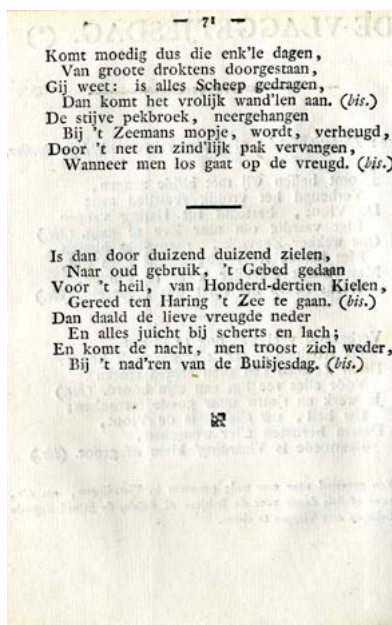 — 71 —
Komt moedig dus die enk'le dagen,
Van groote droktens doorgestaan,
Gij weet: is alles Scheep gedragen,
Dan komt het vrolijk wand'len aan. (bis.)
De stijve pekbroek, neergehangen
Bij 't Zeemans mopje, wordt, verheugd,
Door 't net en zind'lijk pak vervangen,
Wanneer men los gaat op de vreugd. (bis.)
Is dan door duizend duizend zielen,
Naar oud gebruik, 't Gebed gedaan
Voor 't heil, van Honderd-dertien Kielen,
Gereed ten Haring 't Zee te gaan. (bis.)
Dan daald de lieve vreugde neder
En alles juicht bij scherts en lach;
En komt de nacht, men troost zich weder,
Bij 't nad'ren van de Buisjesdag. (bis.)